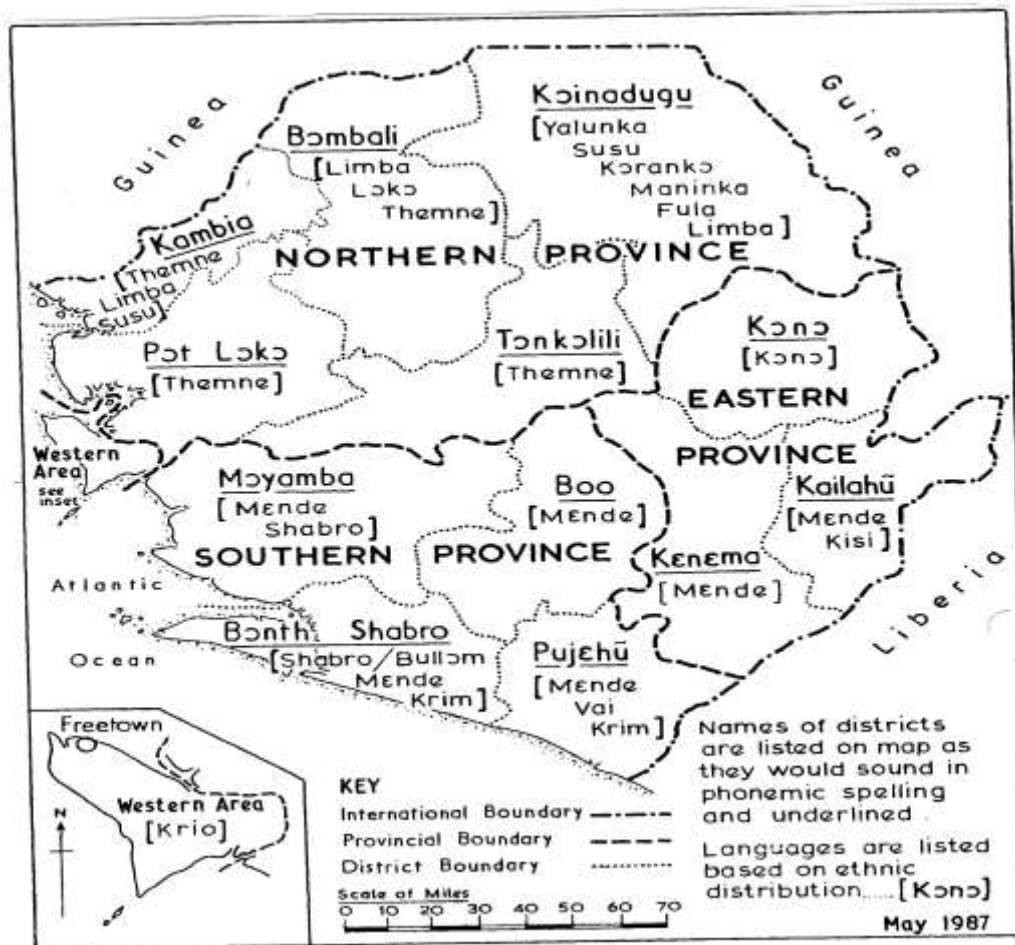 Guinea
Guinea
Kɔinadugu
[Yalunka
Susu
Kɔrankɔ
Maninka
Fula
Limba]
Bɔmbali
[Limba
Lɔkɔ
Themne]
Kambia
[Themne
Limba
Susu]
NORTHERN PROVINCE
Pɔt Lɔkɔ
[Themne]
Tɔnkɔlili
[Themne]
Kɔnɔ
[Kɔnɔ]
EASTERN
PROVINCE
Western
Area
see
inset
Mɔyamba
[Mɛnde
Shabro]
Boo
[Mɛnde]
Kailahũ
[Mɛnde
Kisi]
SOUTHERN PROVINCE
Kɛnɛma
[Mɛnde]
Liberia
Atlantic
Ocean
Bɔnth Shabro
[Shabro/Bullɔm
Mɛnde
Krim]
Pujɛhũ
[Mɛnde
Vai
Krim]
Freetown
Western Area
[Krio]
N
KEY
International Boundary
Provincial Boundary
District Boundary
Scale of Miles
0 10 20 30 40 50 60 70
Names of districts
are listed on map as
they would sound in
phonemic spelling
and underlined.
Languages are listed
based on ethnic
distribution.....[Kɔnɔ]
May 1987